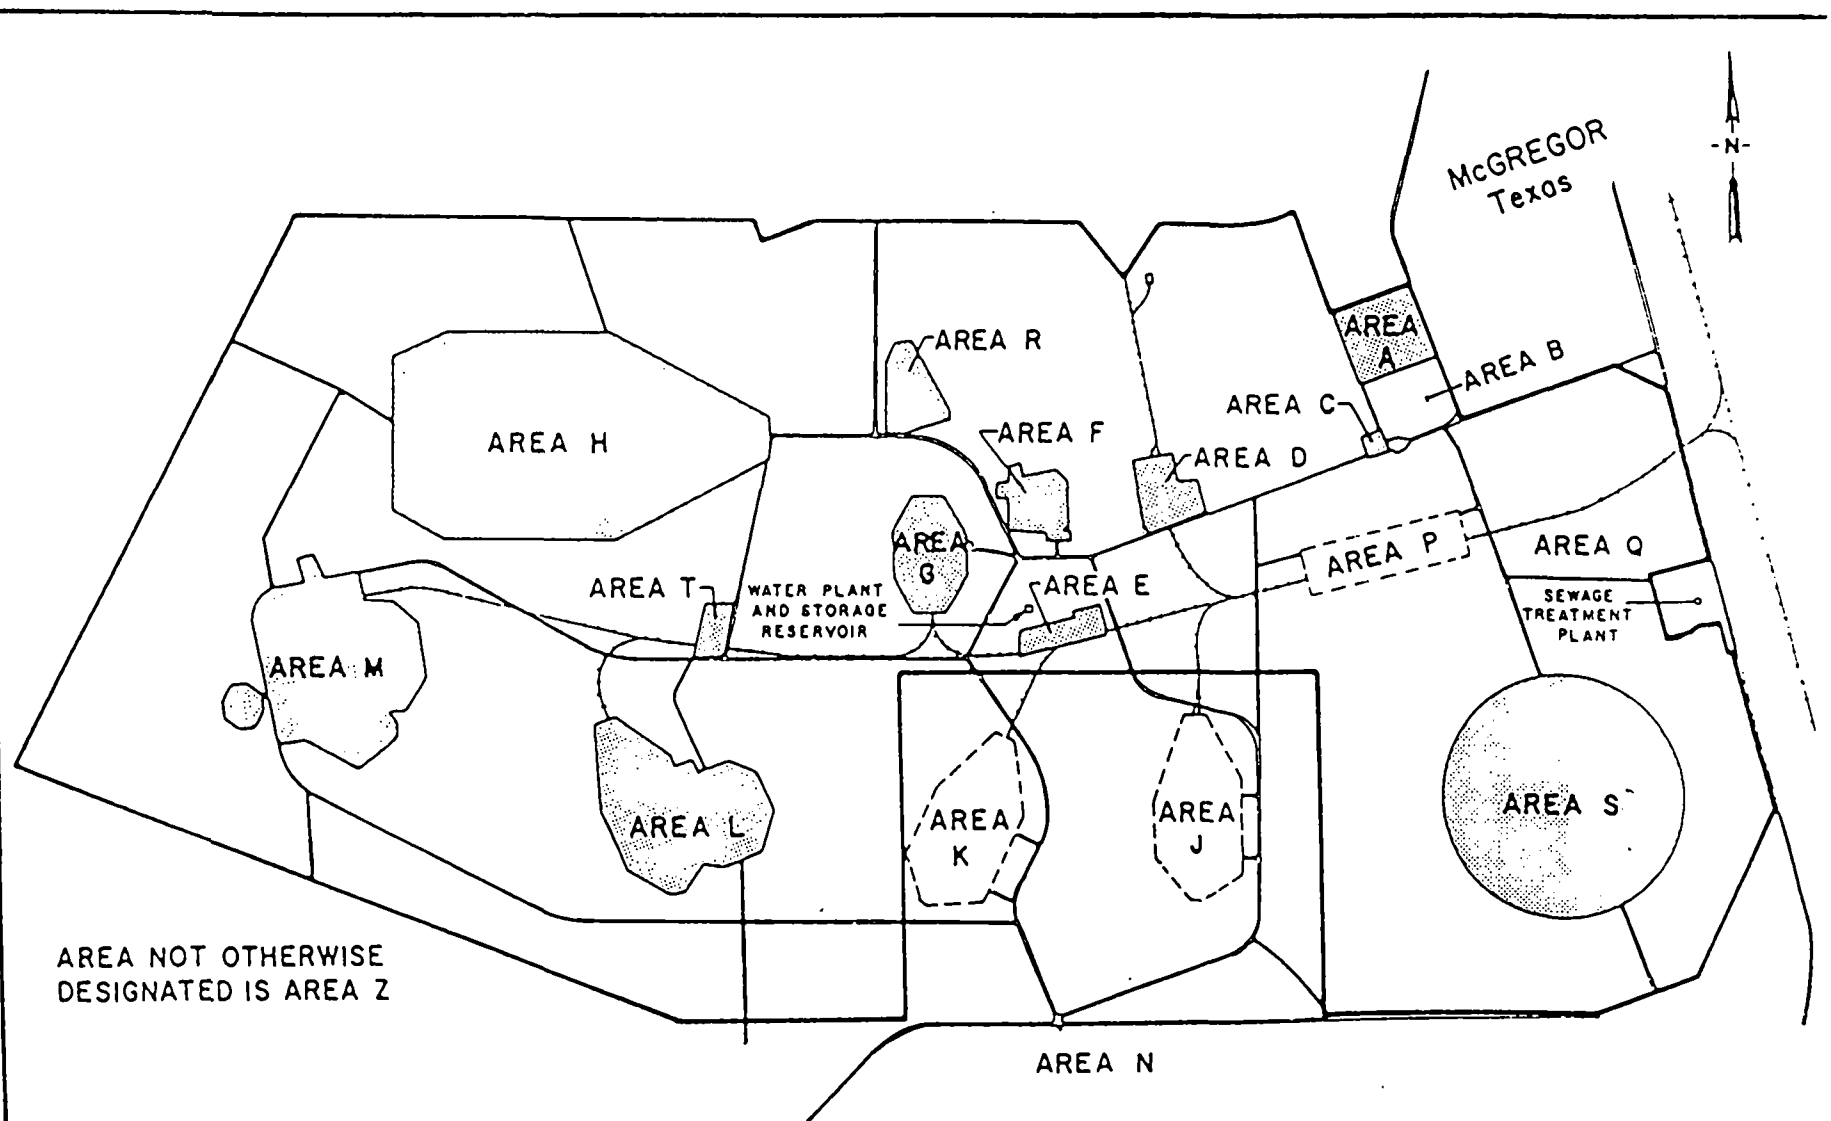 McGREGOR
Texas
-N-
AREA
A
AREA B
AREA R
AREA C
AREA F
AREA H
AREA D
AREA
G
AREA P
AREA Q
AREA T
WATER PLANT
AND STORAGE
RESERVOIR
AREA E
SEWAGE
TREATMENT
PLANT
AREA M
AREA S
AREA L
AREA
K
AREA
J
AREA NOT OTHERWISE
DESIGNATED IS AREA Z
AREA N